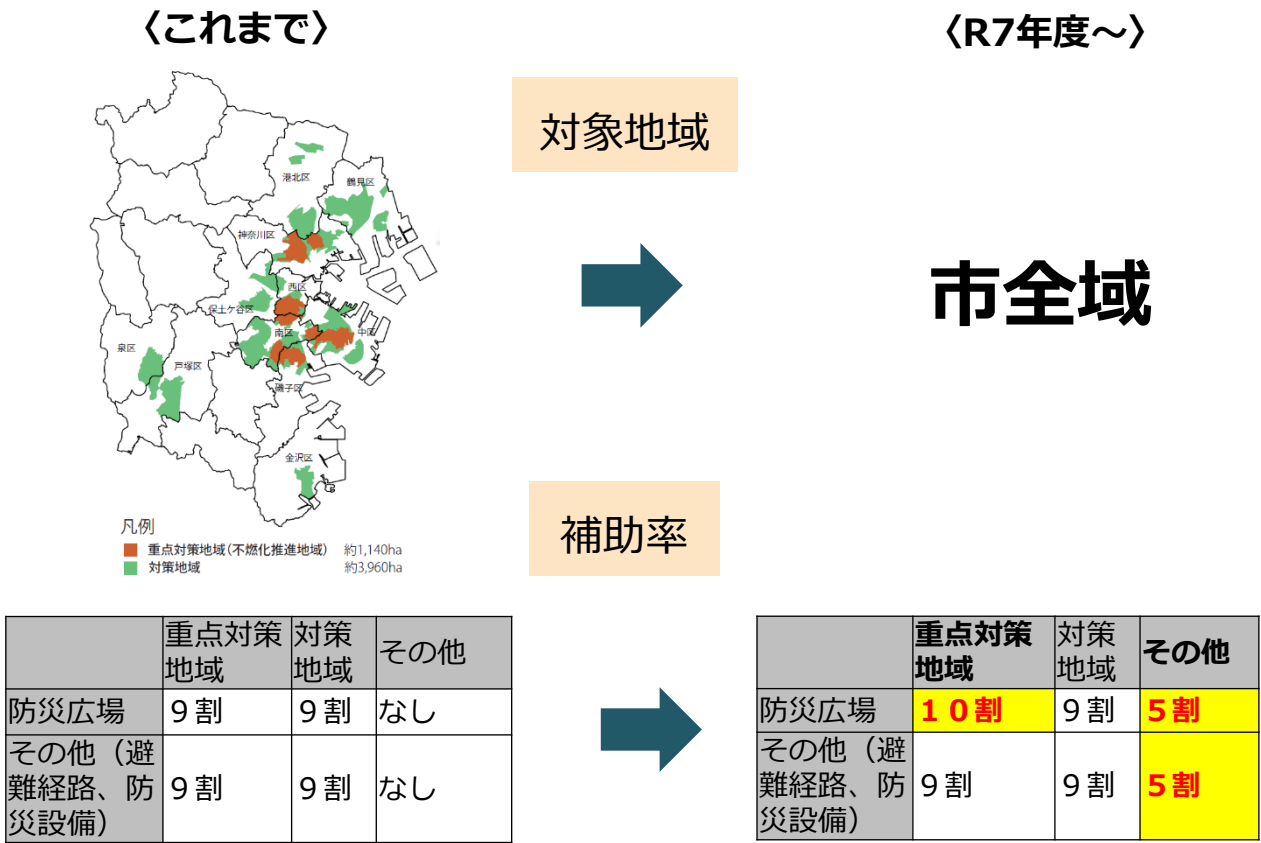 〈これまで〉
〈R7年度～〉
対象地域
港北区
鶴見区
神奈川区
西区
保土ケ谷区
南区
中区
泉区
戸塚区
磯子区
金沢区
市全域
凡例
重点対策地域（不燃化推進地域） 約1,140ha
対策地域 約3,960ha
補助率
重点対策地域 対策地域 その他
防災広場 ９割 ９割 なし
その他（避難経路、防災設備） ９割 ９割 なし
重点対策地域 対策地域 その他
防災広場 １０割 ９割 ５割
その他（避難経路、防災設備） ９割 ９割 ５割